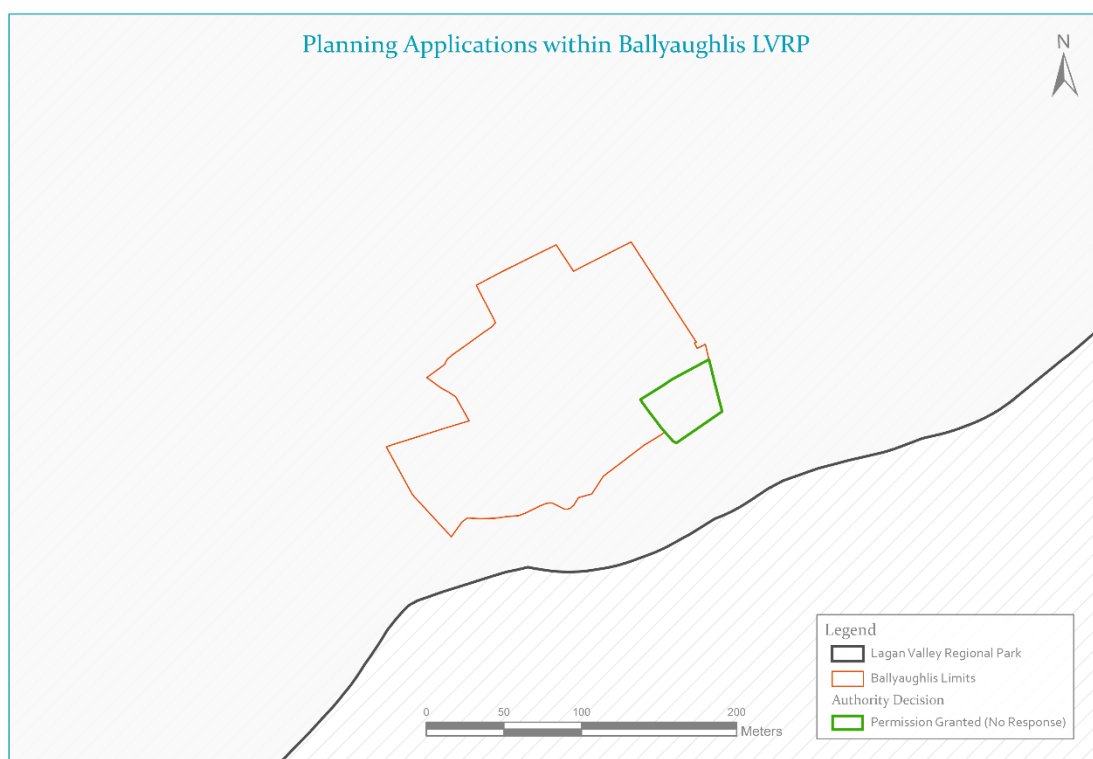 Planning Applications within Ballyaughlis LVRP
N
Legend
Lagan Valley Regional Park
Ballyaughlis Limits
Authority Decision
Permission Granted (No Response)
0 50 100 200
Meters